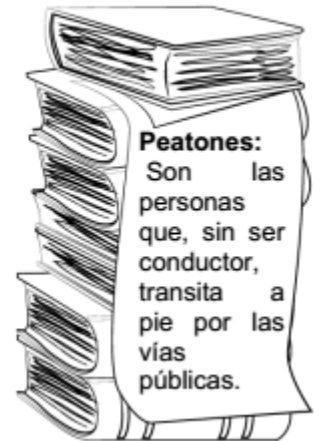 Peatones:
Son las
personas
que, sin ser
conductor,
transita a
pie por las
vías
públicas.